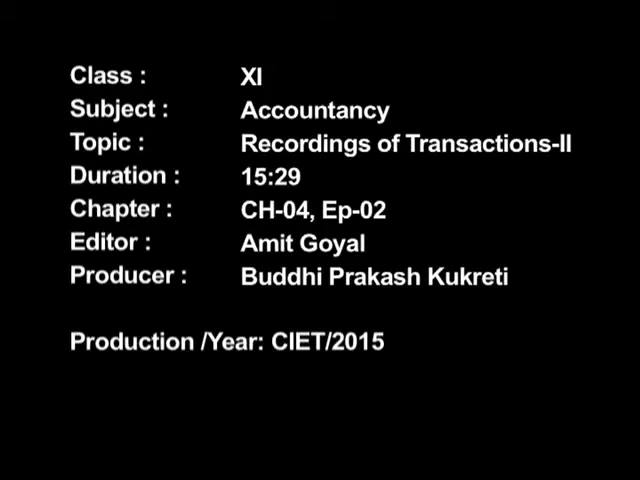 Class : XI
Subject : Accountancy
Topic : Recordings of Transactions-II
Duration : 15:29
Chapter : CH-04, Ep-02
Editor : Amit Goyal
Producer : Buddhi Prakash Kukreti
Production /Year: CIET/2015